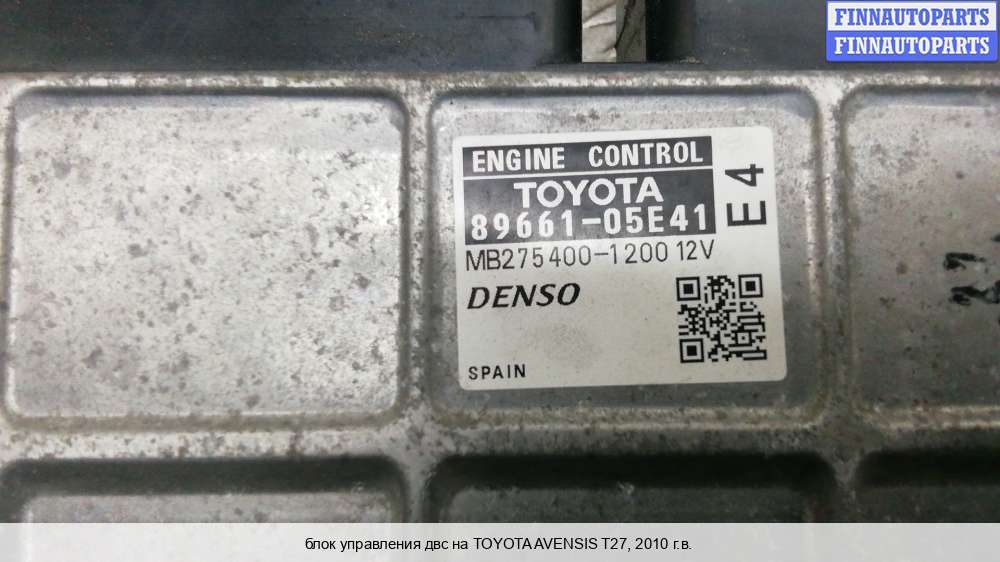 FINNAUTOPARTS
FINNAUTOPARTS
ENGINE CONTROL
TOYOTA
89661-05E41
E4
MB275400-1200 12V
DENSO
SPAIN
блок управления двс на TOYOTA AVENSIS T27, 2010 г.в.